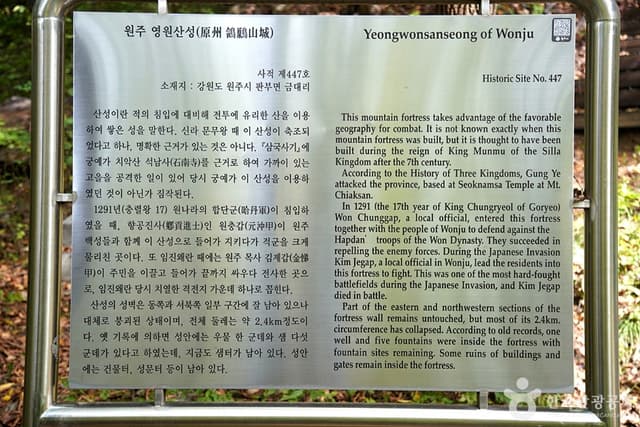 원주 영원산성(原州 鴒鵰山城)
사적 제447호
소재지 : 강원도 원주시 판부면 금대리
산성이란 적의 침입에 대비해 전투에 유리한 산을 이용
하여 쌓은 성을 말한다. 신라 문무왕 때 이 산성이 축조되
었다고 하나, 명확한 근거가 있는 것은 아니다. 『삼국사기』에
궁예가 치악산 석남사(石南寺)를 근거로 하여 가까이 있는
고을을 공격한 일이 있어 당시 궁예가 이 산성을 이용하
였던 것이 아닌가 짐작된다.
1291년(충렬왕 17) 원나라의 합단군(哈丹軍)이 침입하
였을 때, 향공진사(鄕貢進士)인 원충갑(元沖甲)이 원주
백성들과 함께 이 산성으로 들어가 지키다가 적군을 크게
물리친 곳이다. 또 임진왜란 때에는 원주 목사 김제갑(金悌
甲)이 주민을 이끌고 들어가 끝까지 싸우다 전사한 곳으
로, 임진왜란 당시 치열한 격전지 가운데 하나로 꼽힌다.
산성의 성벽은 동쪽과 서북쪽 일부 구간에 잘 남아 있으나
대체로 붕괴된 상태이며, 전체 둘레는 약 2.4km정도이
다. 옛 기록에 의하면 성안에는 우물 한 군데와 샘 다섯
군데가 있다고 하였는데, 지금도 샘터가 남아 있다. 성안
에는 건물터, 성문터 등이 남아 있다.
Yeongwonsanseong of Wonju
Historic Site No. 447
This mountain fortress takes advantage of the favorable
geography for combat. It is not known exactly when this
mountain fortress was built, but it is thought to have been
built during the reign of King Munmu of the Silla
Kingdom after the 7th century.
According to the History of Three Kingdoms, Gung Ye
attacked the province, based at Seoknamsa Temple at Mt.
Chiaksan.
In 1291 (the 17th year of King Chungryeol of Goryeo)
Won Chunggap, a local official, entered this fortress
together with the people of Wonju to defend against the
Hapdan' troops of the Won Dynasty. They succeeded in
repelling the enemy forces. During the Japanese Invasion
Kim Jegap, a local official in Wonju, lead the residents into
this fortress to fight. This was one of the most hard-fought
battlefields during the Japanese Invasion, and Kim Jegap
died in battle.
Part of the eastern and northwestern sections of the
fortress wall remains untouched, but most of its 2.4km
circumference has collapsed. According to old records, one
well and five fountains were inside the fortress with
fountain sites remaining. Some ruins of buildings and
gates remain inside the fortress.
한국관광공사